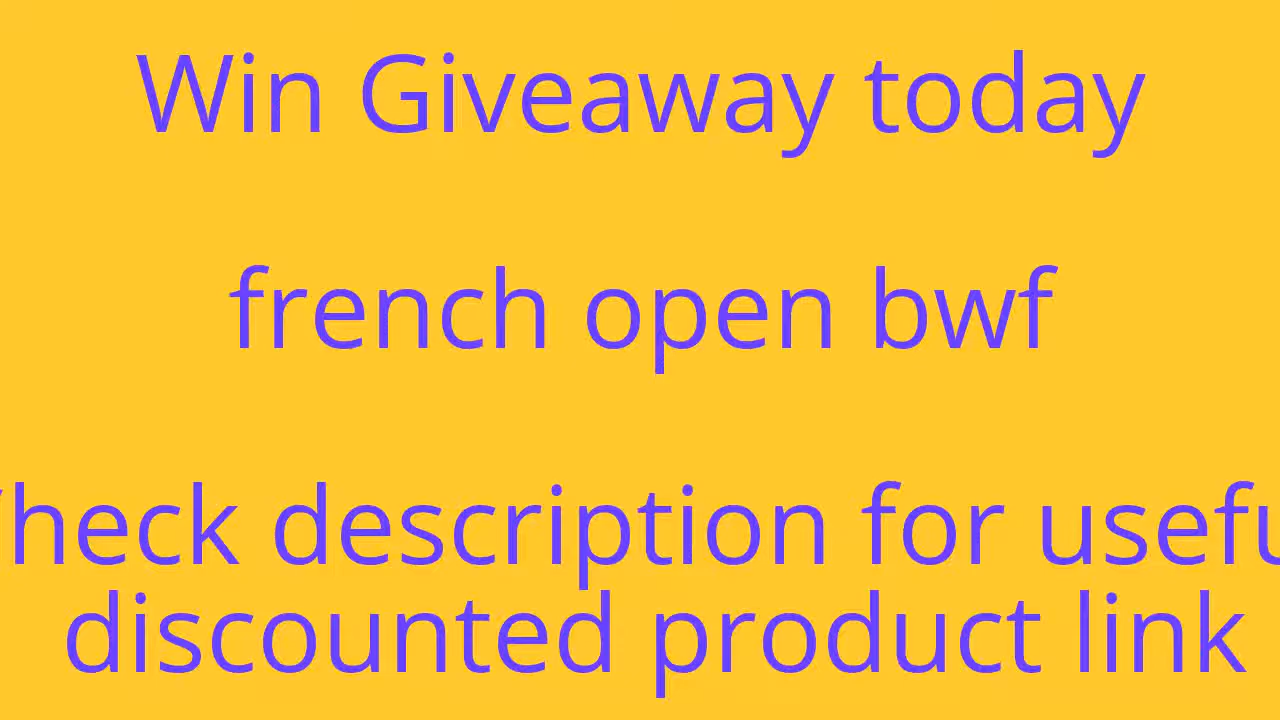 Win Giveaway today
french open bwf
heck description for usefu
discounted product link